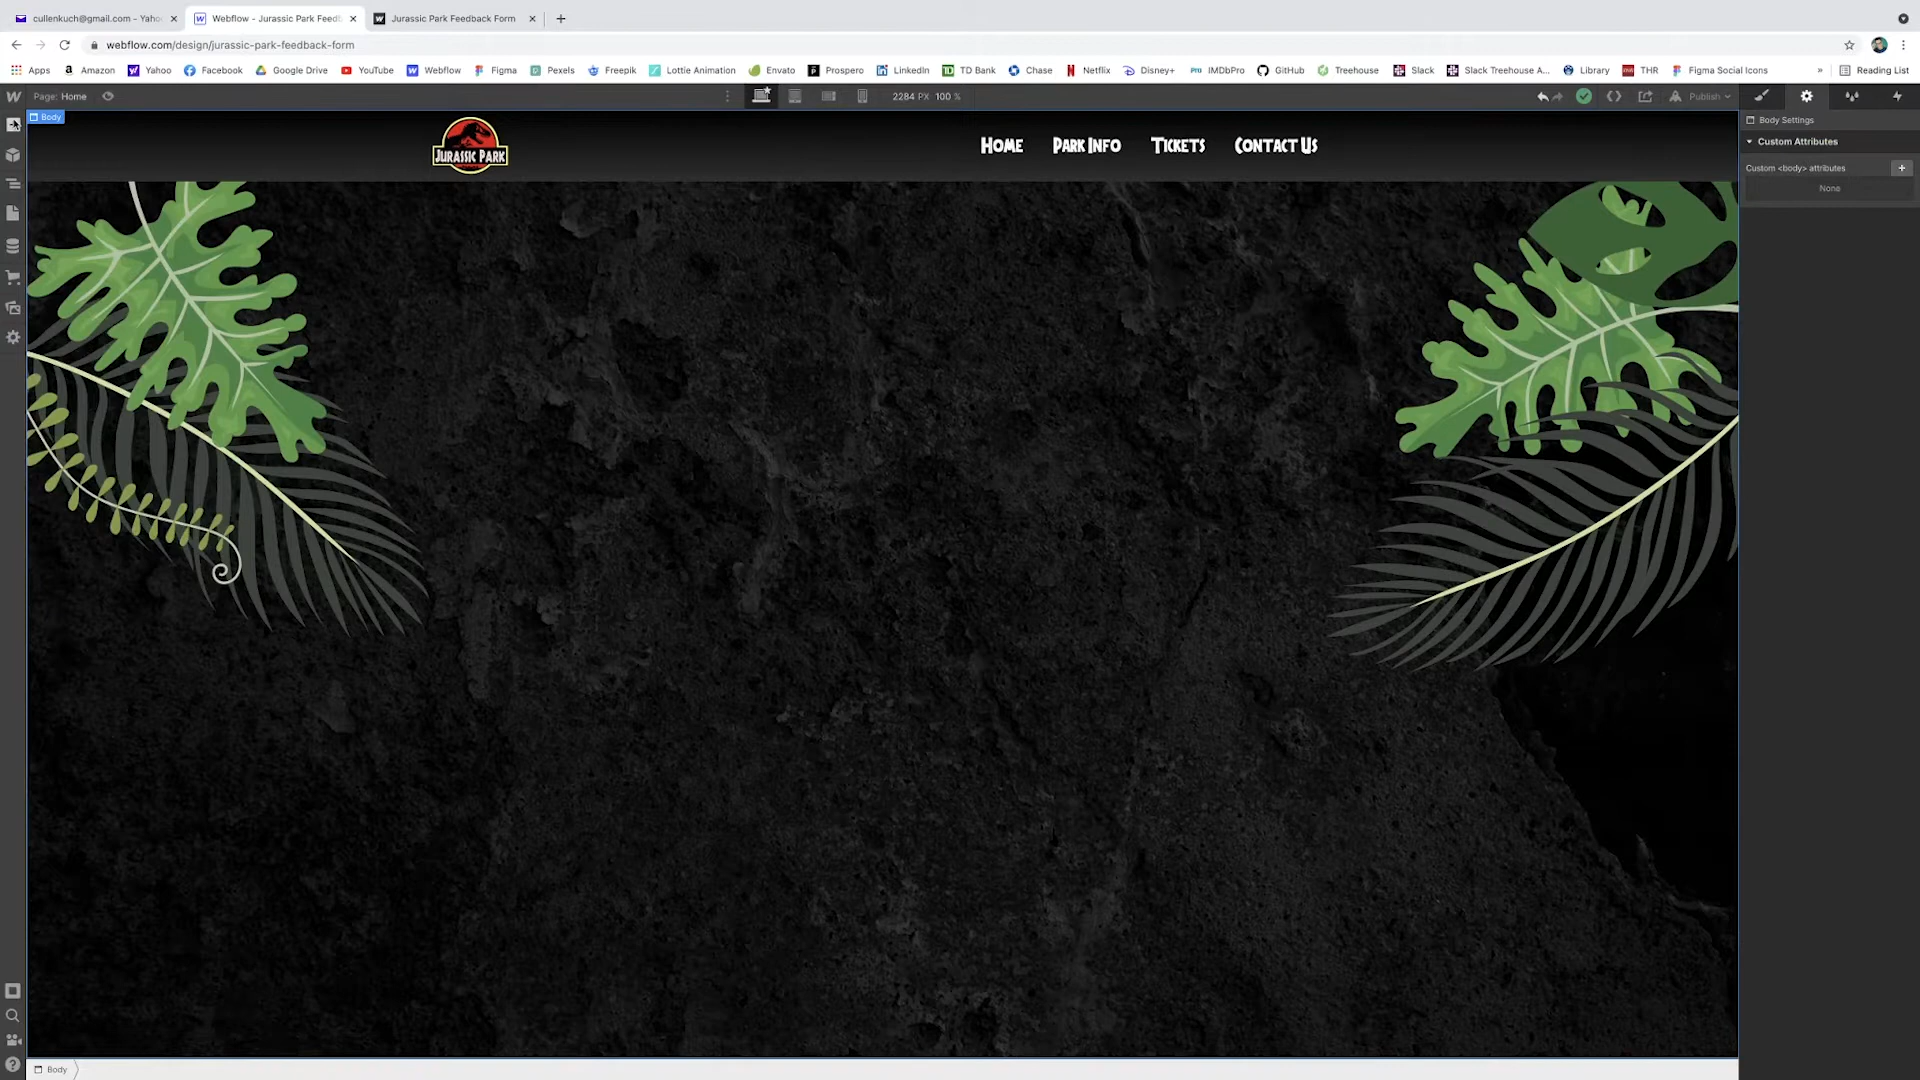 cullenkuch@gmail.com - Yaho
Webflow - Jurassic Park Feedb
Jurassic Park Feedback Form
webflow.com/design/jurassic-park-feedback-form
Apps
Amazon
Yahoo
Facebook
Google Drive
YouTube
Webflow
Figma
Pexels
Freepik
Lottie Animation
Envato
Prospero
LinkedIn
TD Bank
Chase
Netflix
Disney+
IMDbPro
GitHub
Treehouse
Slack
Slack Treehouse A...
Library
THR
Figma Social Icons
»
Reading List
Page: Home
2284 PX 100 %
Publish
Body
JURASSIC PARK
Home
Park Info
Tickets
Contact Us
Body Settings
Custom Attributes
Custom <body> attributes
None
Body